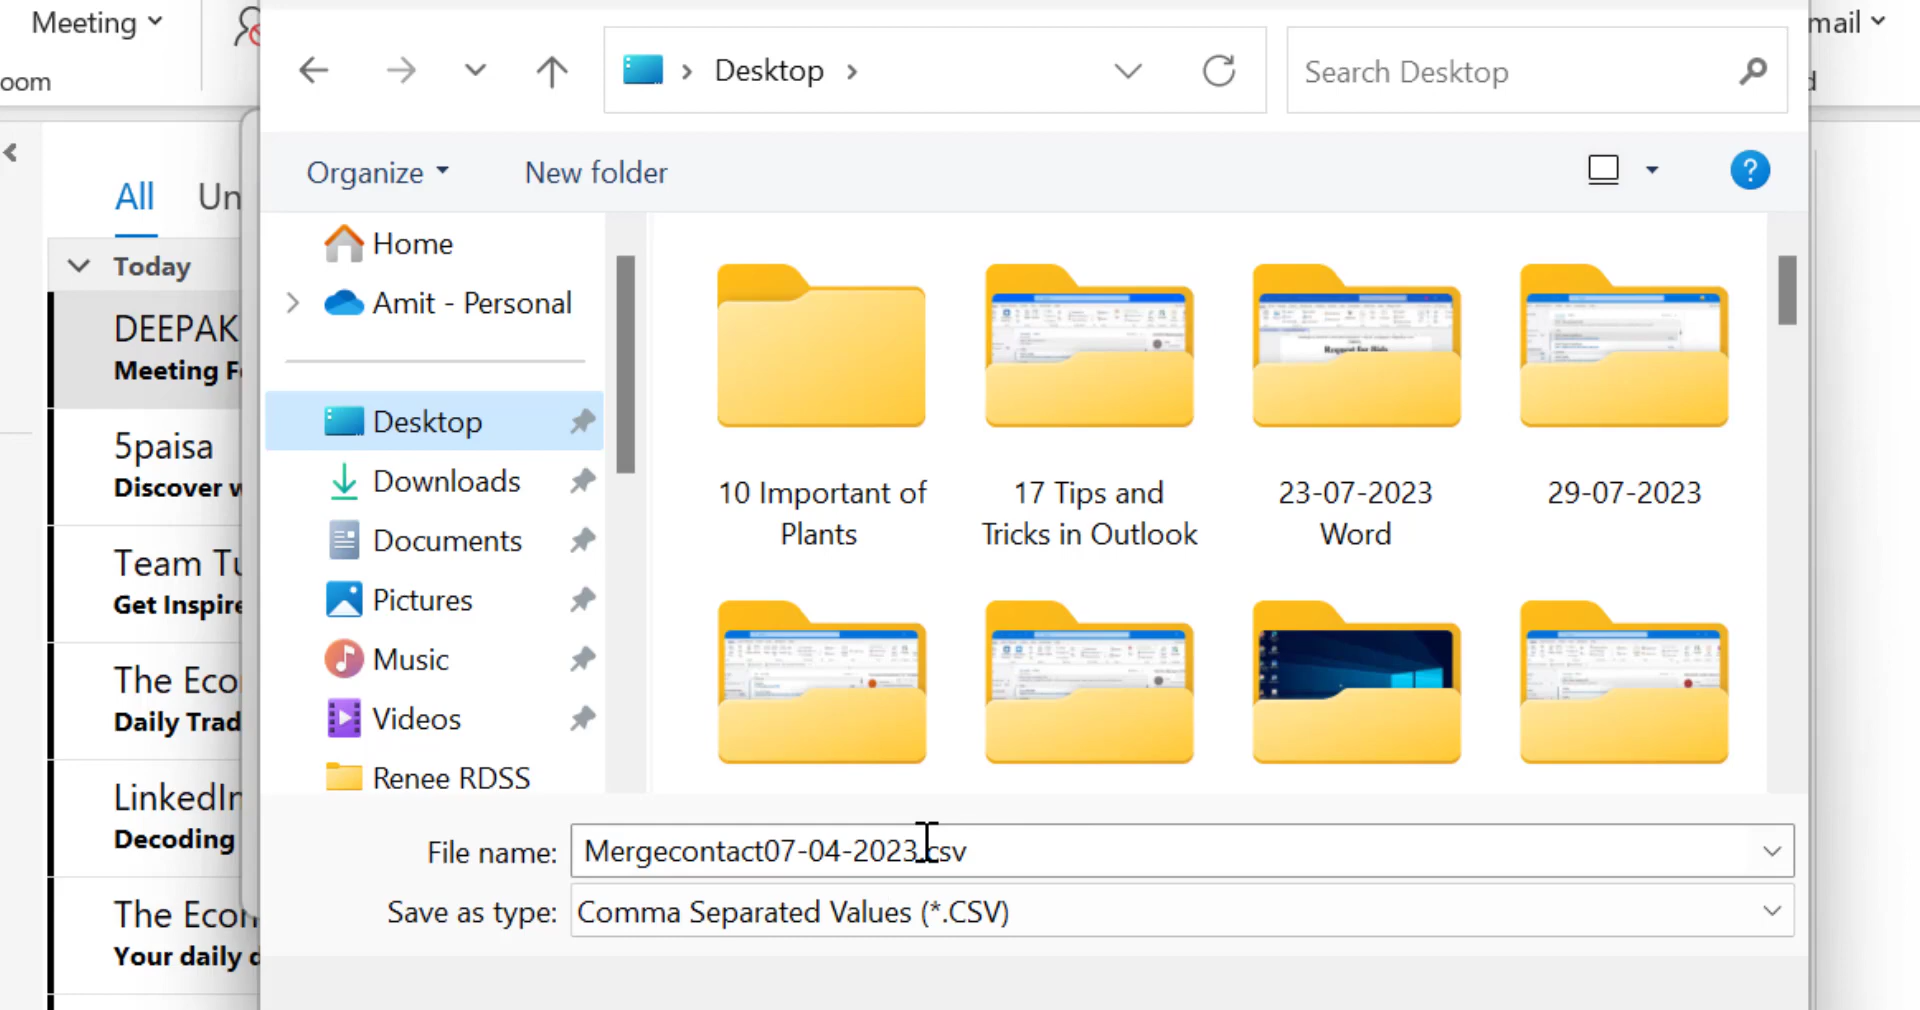 Meeting
oom
mail
Desktop
Search Desktop
Organize
New folder
All
Un
Today
DEEPAK
Meeting F
5paisa
Discover w
Team Tu
Get Inspire
The Econ
Daily Trad
LinkedIn
Decoding
The Econ
Your daily d
Home
Amit - Personal
Desktop
Downloads
Documents
Pictures
Music
Videos
Renee RDSS
10 Important of
Plants
17 Tips and
Tricks in Outlook
23-07-2023
Word
29-07-2023
File name: Mergecontact07-04-2023.csv
Save as type: Comma Separated Values (*.CSV)